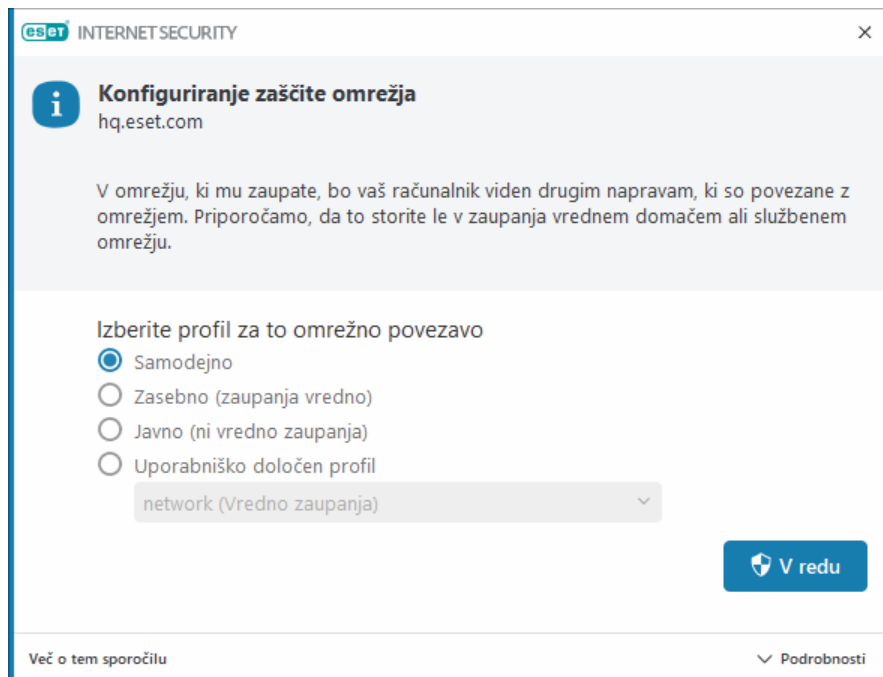 eset INTERNET SECURITY
Konfiguriranje zaščite omrežja
hq.eset.com
V omrežju, ki mu zaupate, bo vaš računalnik viden drugim napravam, ki so povezane z
omrežjem. Priporočamo, da to storite le v zaupanja vrednem domačem ali službenem
omrežju.
Izberite profil za to omrežno povezavo
Samodejno
Zasebno (zaupanja vredno)
Javno (ni vredno zaupanja)
Uporabniško določen profil
network (Vredno zaupanja)
V redu
Več o tem sporočilu
Podrobnosti